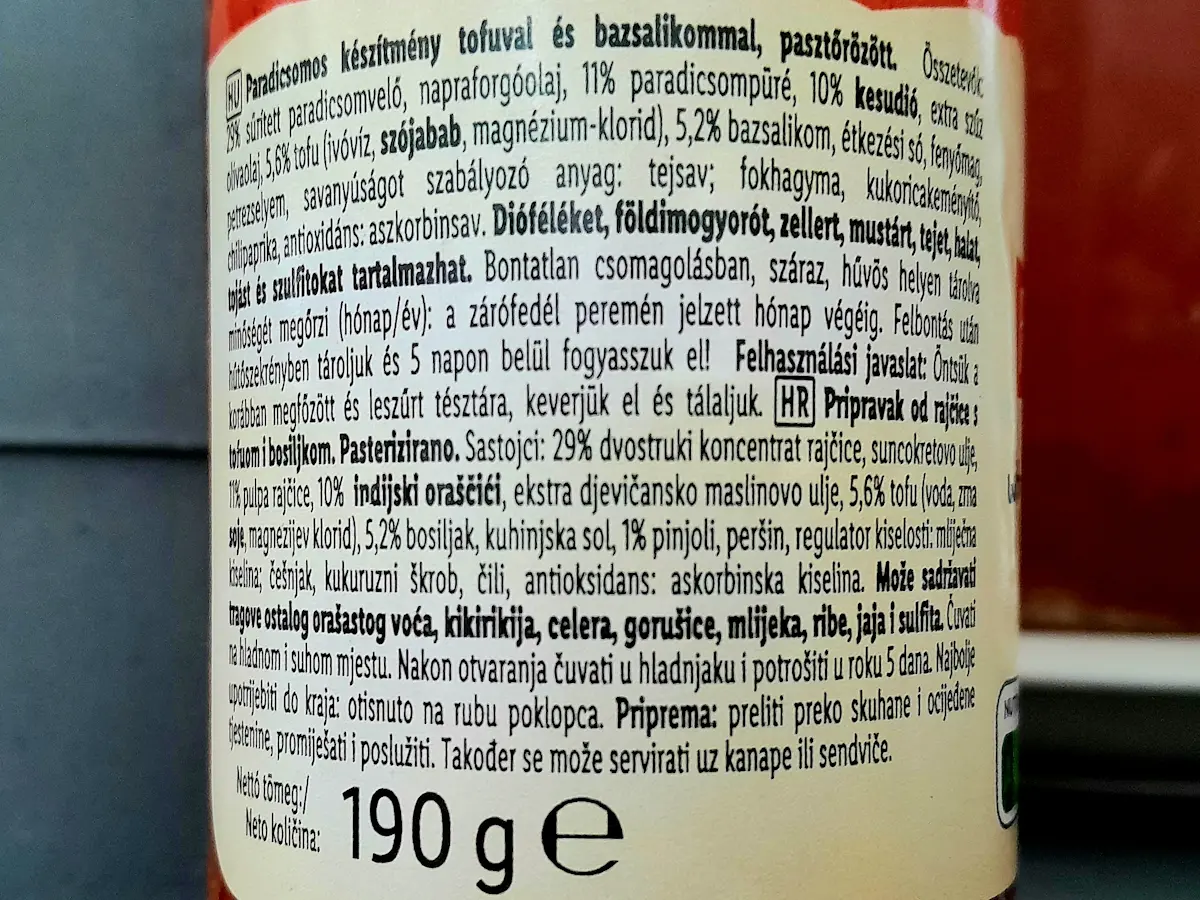 HU Paradicsomos készítmény tofuval és bazsalikommal, pasztőrözött. Összetevők:
29% sűrített paradicsomvelő, napraforgóolaj, 11% paradicsompüré, 10% kesudió, extra szűz
olívaolaj, 5,6% tofu (ivóvíz, szójabab, magnézium-klorid), 5,2% bazsalikom, étkezési só, fenyőmag,
petrezselyem, savanyúságot szabályozó anyag: tejsav; fokhagyma, kukoricakeményítő,
chilipaprika, antioxidáns: aszkorbinsav. Dióféléket, földimogyorót, zellert, mustárt, tejet, halat,
tojást és szulfitokat tartalmazhat. Bontatlan csomagolásban, száraz, hűvös helyen tárolva
minőségét megőrzi (hónap/év): a zárófedél peremén jelzett hónap végéig. Felbontás után
hűtőszekrényben tároljuk és 5 napon belül fogyasszuk el! Felhasználási javaslat: Öntsük a
korábban megfőzött és leszűrt tésztára, keverjük el és tálaljuk. HR Pripravak od rajčice s
tofuom i bosiljkom. Pasterizirano. Sastojci: 29% dvostruki koncentrat rajčice, suncokretovo ulje,
11% pulpa rajčice, 10% indijski oraščići, ekstra djevičansko maslinovo ulje, 5,6% tofu (voda, zrna
soje, magnezijev klorid), 5,2% bosiljak, kuhinjska sol, 1% pinjoli, peršin, regulator kiselosti: mliječna
kiselina; češnjak, kukuruzni škrob, čili, antioksidans: askorbinska kiselina. Može sadržavati
tragove ostalog orašastog voća, kikirikija, celera, gorušice, mlijeka, ribe, jaja i sulfita. Čuvati
na hladnom i suhom mjestu. Nakon otvaranja čuvati u hladnjaku i potrošiti u roku 5 dana. Najbolje
upotrijebiti do kraja: otisnuto na rubu poklopca. Priprema: preliti preko skuhane i ocijeđene
tjestenine, promiješati i poslužiti. Također se može servirati uz kanape ili sendviče.
Nettó tömeg:/
Neto količina:
190 g e